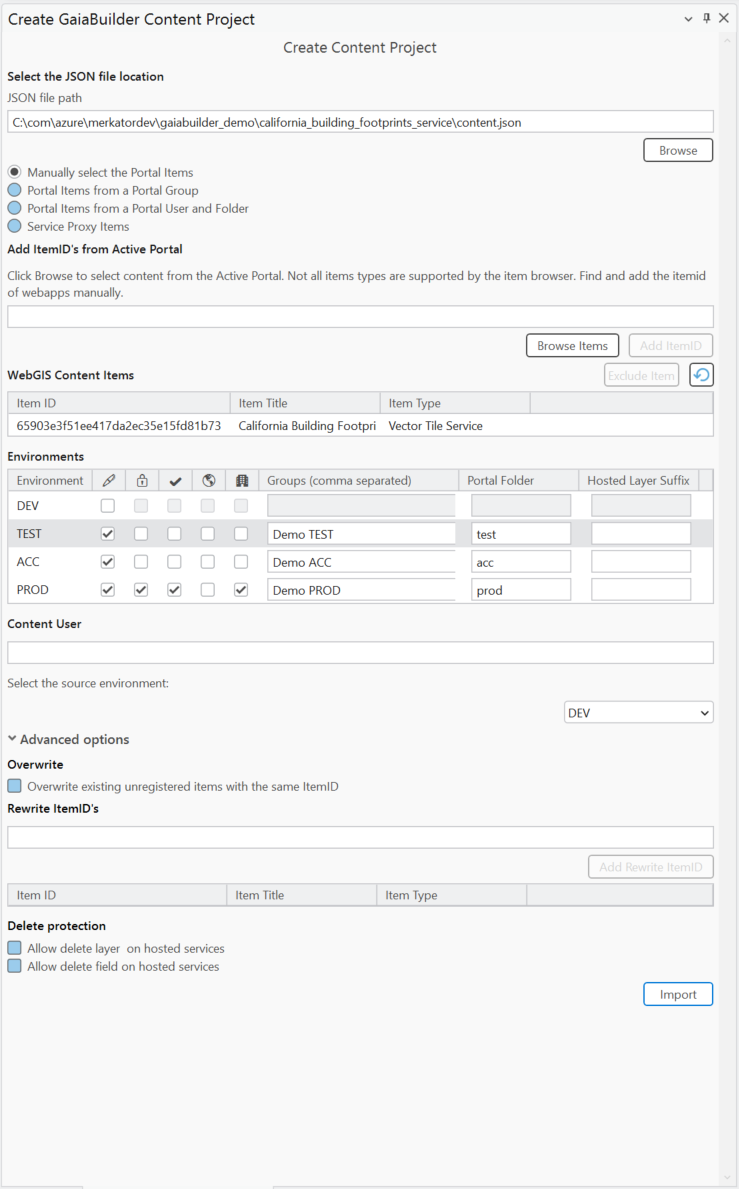 Create GaiaBuilder Content Project
Create Content Project
Select the JSON file location
JSON file path
C:\com\azure\merkatordev\gaiabuilder_demo\california_building_footprints_service\content.json
Browse
Manually select the Portal Items
Portal Items from a Portal Group
Portal Items from a Portal User and Folder
Service Proxy Items
Add ItemID's from Active Portal
Click Browse to select content from the Active Portal. Not all items types are supported by the item browser. Find and add the itemid
of webapps manually.
Browse Items Add ItemID
WebGIS Content Items Exclude Item
Item ID Item Title Item Type
65903e3f51ee417da2ec35e15fd81b73 California Building Footpri Vector Tile Service
Environments
Environment Groups (comma separated) Portal Folder Hosted Layer Suffix
DEV
TEST Demo TEST test
ACC Demo ACC acc
PROD Demo PROD prod
Content User
Select the source environment:
DEV
Advanced options
Overwrite
Overwrite existing unregistered items with the same ItemID
Rewrite ItemID's
Add Rewrite ItemID
Item ID Item Title Item Type
Delete protection
Allow delete layer on hosted services
Allow delete field on hosted services
Import